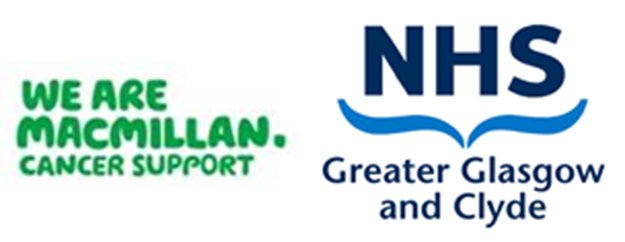 WE ARE
MACMILLAN.
CANCER SUPPORT
NHS
Greater Glasgow
and Clyde